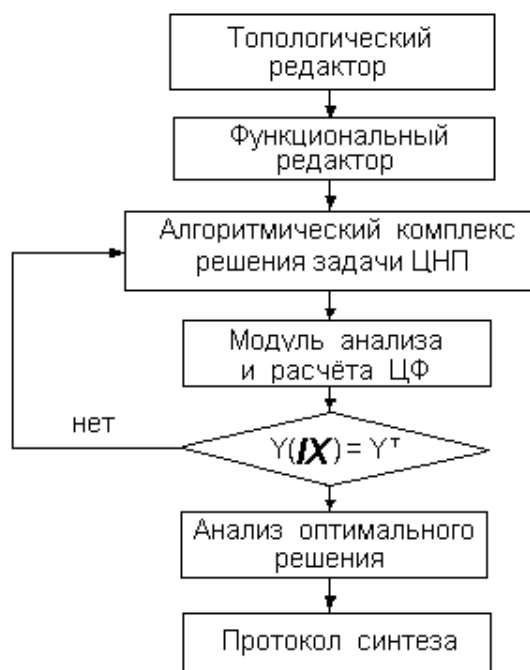 Топологический
редактор
Функциональный
редактор
Алгоритмический комплекс
решения задачи ЦНП
Модуль анализа
и расчёта ЦФ
нет
Y(IX) = Yᵀ
Анализ оптимального
решения
Протокол синтеза